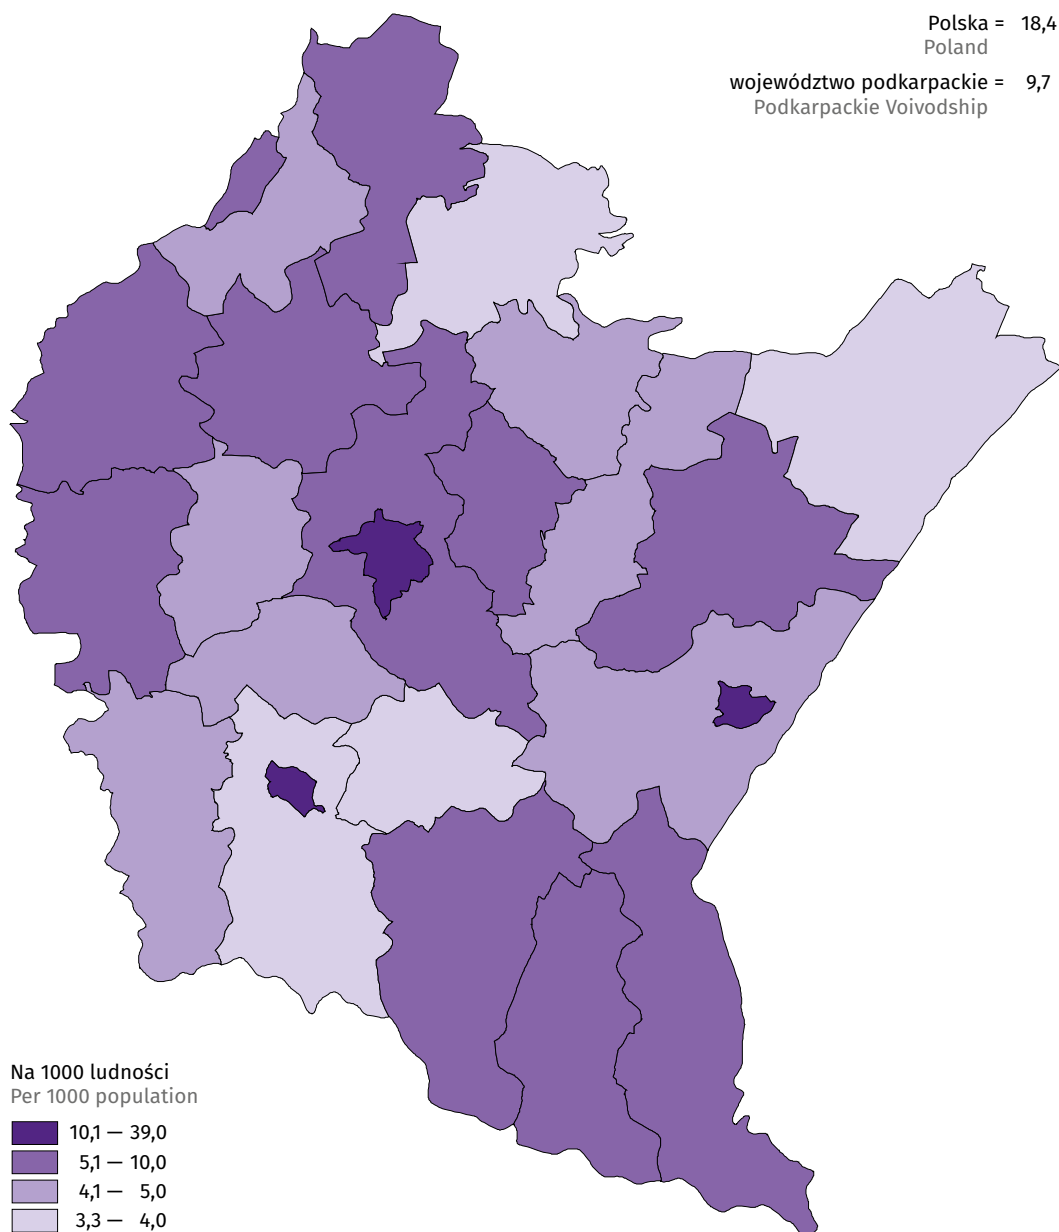 Polska = 18,4
Poland
województwo podkarpackie = 9,7
Podkarpackie Voivodship
Na 1000 ludności
Per 1000 population
10,1 — 39,0
5,1 — 10,0
4,1 — 5,0
3,3 — 4,0